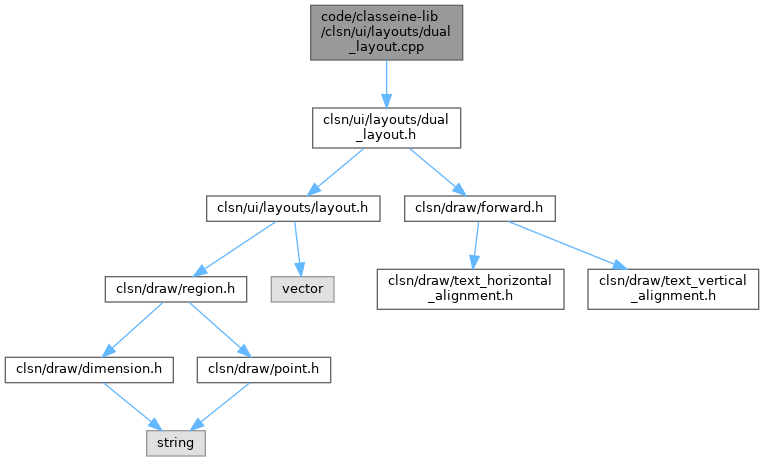 code/classeine-lib
/clsn/ui/layouts/dual
_layout.cpp
clsn/ui/layouts/dual
_layout.h
clsn/ui/layouts/layout.h
clsn/draw/forward.h
clsn/draw/region.h
vector
clsn/draw/text_horizontal
_alignment.h
clsn/draw/text_vertical
_alignment.h
clsn/draw/dimension.h
clsn/draw/point.h
string